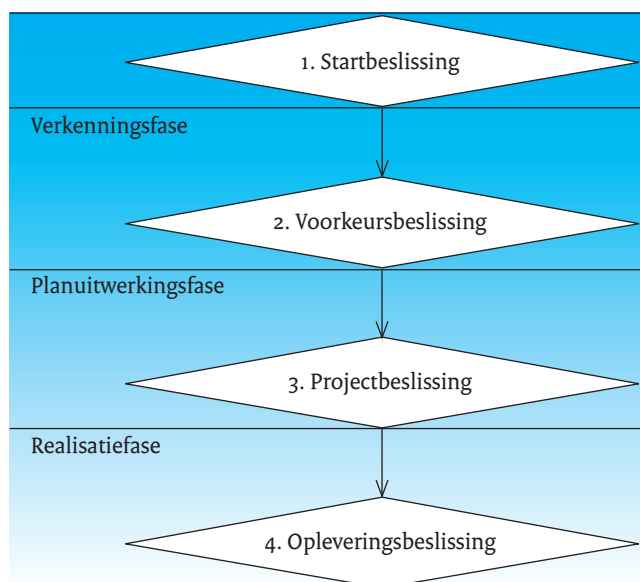 1. Startbeslissing
Verkenningsfase
2. Voorkeursbeslissing
Planuitwerkingsfase
3. Projectbeslissing
Realisatiefase
4. Opleveringsbeslissing